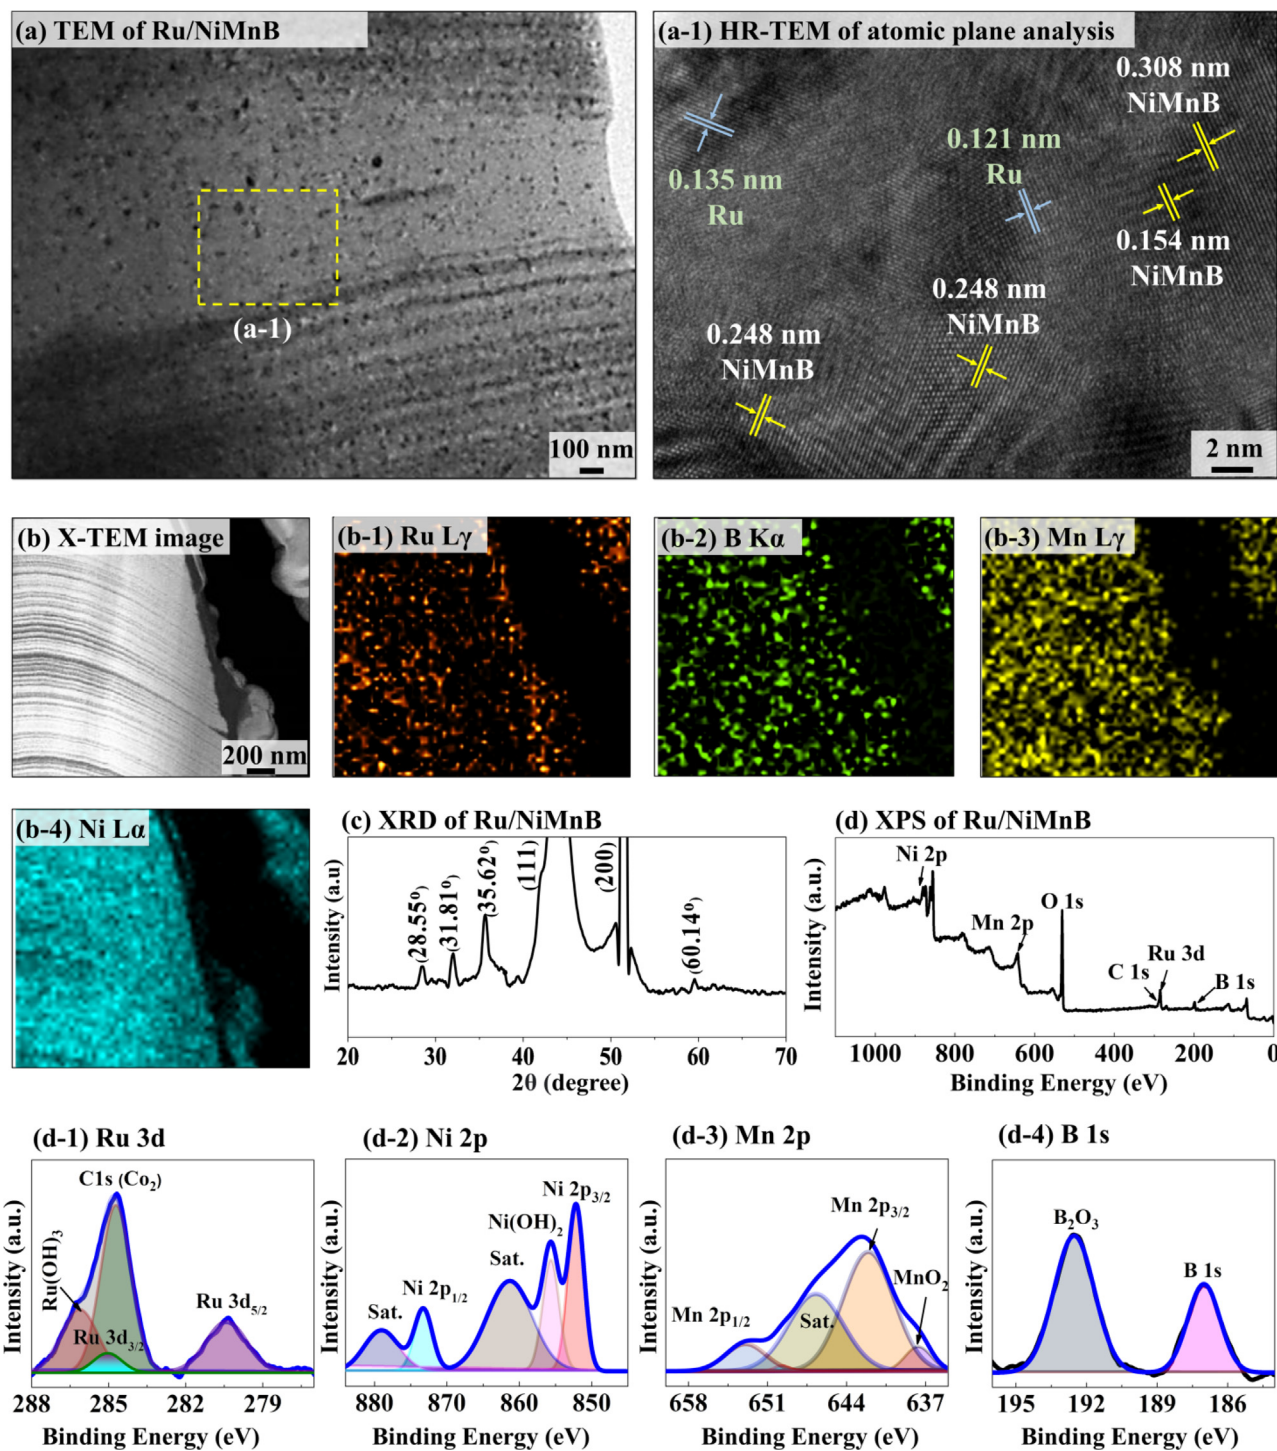 (a) TEM of Ru/NiMnB
(a-1)
100 nm
(a-1) HR-TEM of atomic plane analysis
0.308 nm
NiMnB
0.121 nm
Ru
0.135 nm
Ru
0.154 nm
NiMnB
0.248 nm
NiMnB
0.248 nm
NiMnB
2 nm
(b) X-TEM image
200 nm
(b-1) Ru Lγ
(b-2) B Kα
(b-3) Mn Lγ
(b-4) Ni Lα
(c) XRD of Ru/NiMnB
Intensity (a.u)
(28.55º)
(31.81º)
(35.62º)
(111)
(200)
(60.14º)
20 30 40 50 60 70
2θ (degree)
(d) XPS of Ru/NiMnB
Intensity (a.u.)
Ni 2p
Mn 2p
O 1s
C 1s
Ru 3d
B 1s
1000 800 600 400 200 0
Binding Energy (eV)
(d-1) Ru 3d
Intensity (a.u.)
C1s (Co₂)
Ru(OH)₃
Ru 3d₃/₂
Ru 3d₅/₂
288 285 282 279
Binding Energy (eV)
(d-2) Ni 2p
Intensity (a.u.)
Ni 2p₃/₂
Ni(OH)₂
Sat.
Ni 2p₁/₂
Sat.
880 870 860 850
Binding Energy (eV)
(d-3) Mn 2p
Intensity (a.u.)
Mn 2p₃/₂
MnO₂
Mn 2p₁/₂
Sat.
658 651 644 637
Binding Energy (eV)
(d-4) B 1s
Intensity (a.u.)
B₂O₃
B 1s
195 192 189 186
Binding Energy (eV)